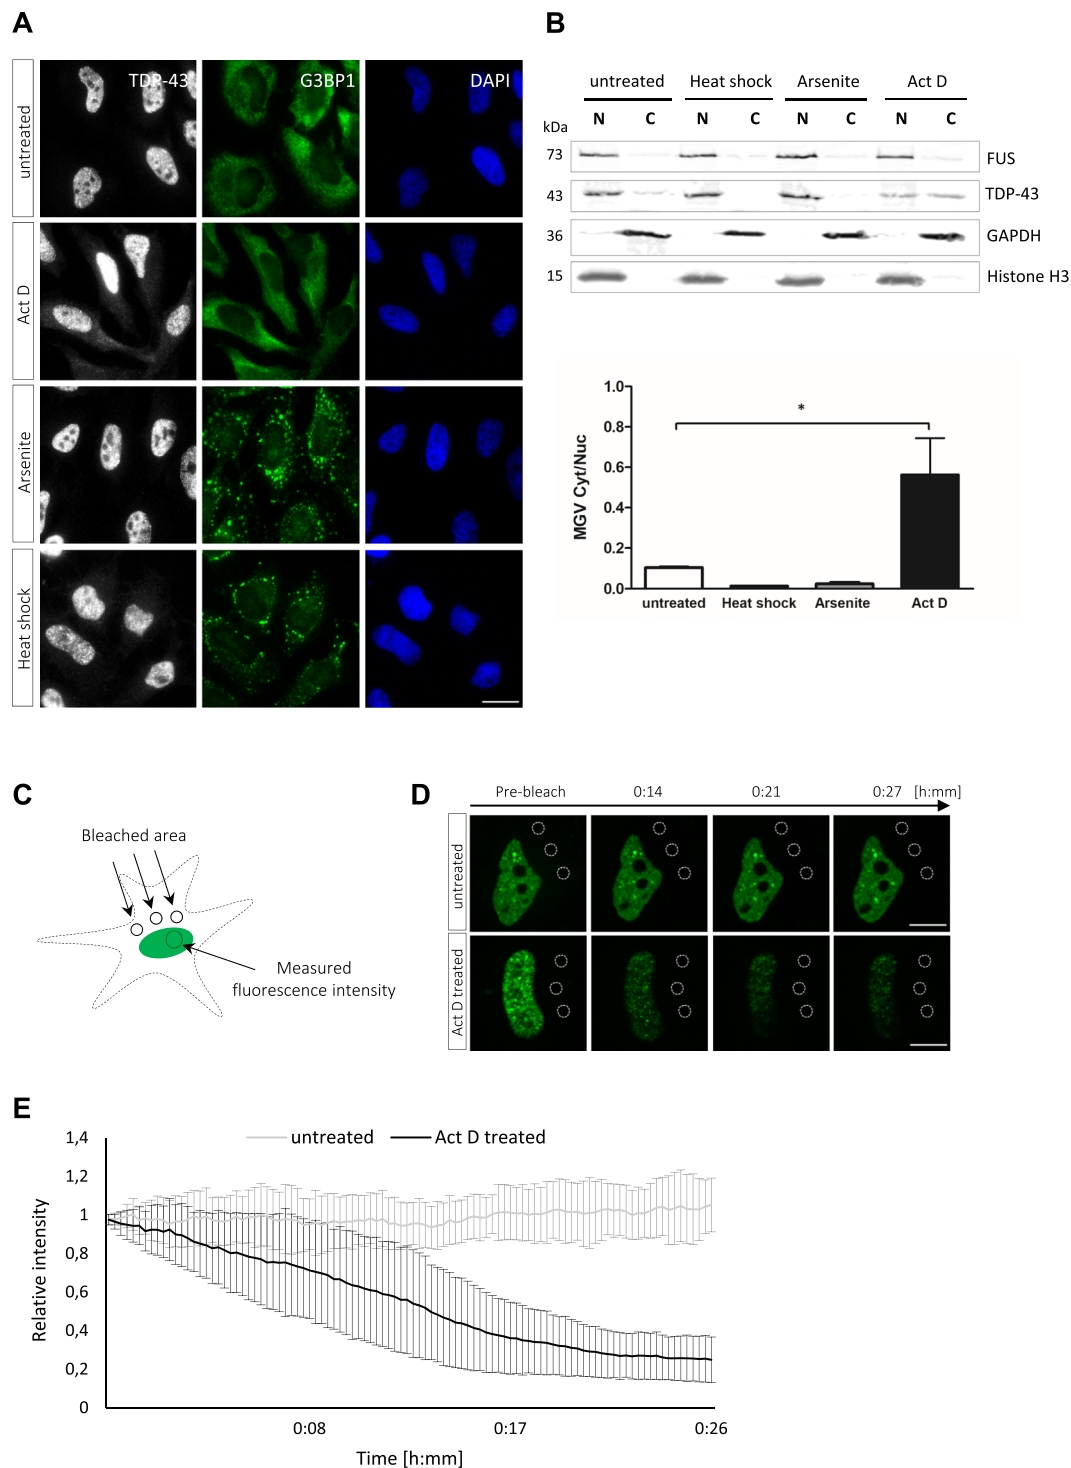 A
TDP-43 G3BP1 DAPI
untreated
Act D
Arsenite
Heat shock
B
untreated Heat shock Arsenite Act D
N C N C N C N C
kDa
73 FUS
43 TDP-43
36 GAPDH
15 Histone H3
MGV Cyt/Nuc
1.0
0.8
0.6
0.4
0.2
0.0
*
untreated Heat shock Arsenite Act D
C
Bleached area
Measured
fluorescence intensity
D
Pre-bleach 0:14 0:21 0:27 [h:mm]
untreated
Act D treated
E
untreated Act D treated
Relative intensity
1,4
1,2
1
0,8
0,6
0,4
0,2
0
0:08 0:17 0:26
Time [h:mm]